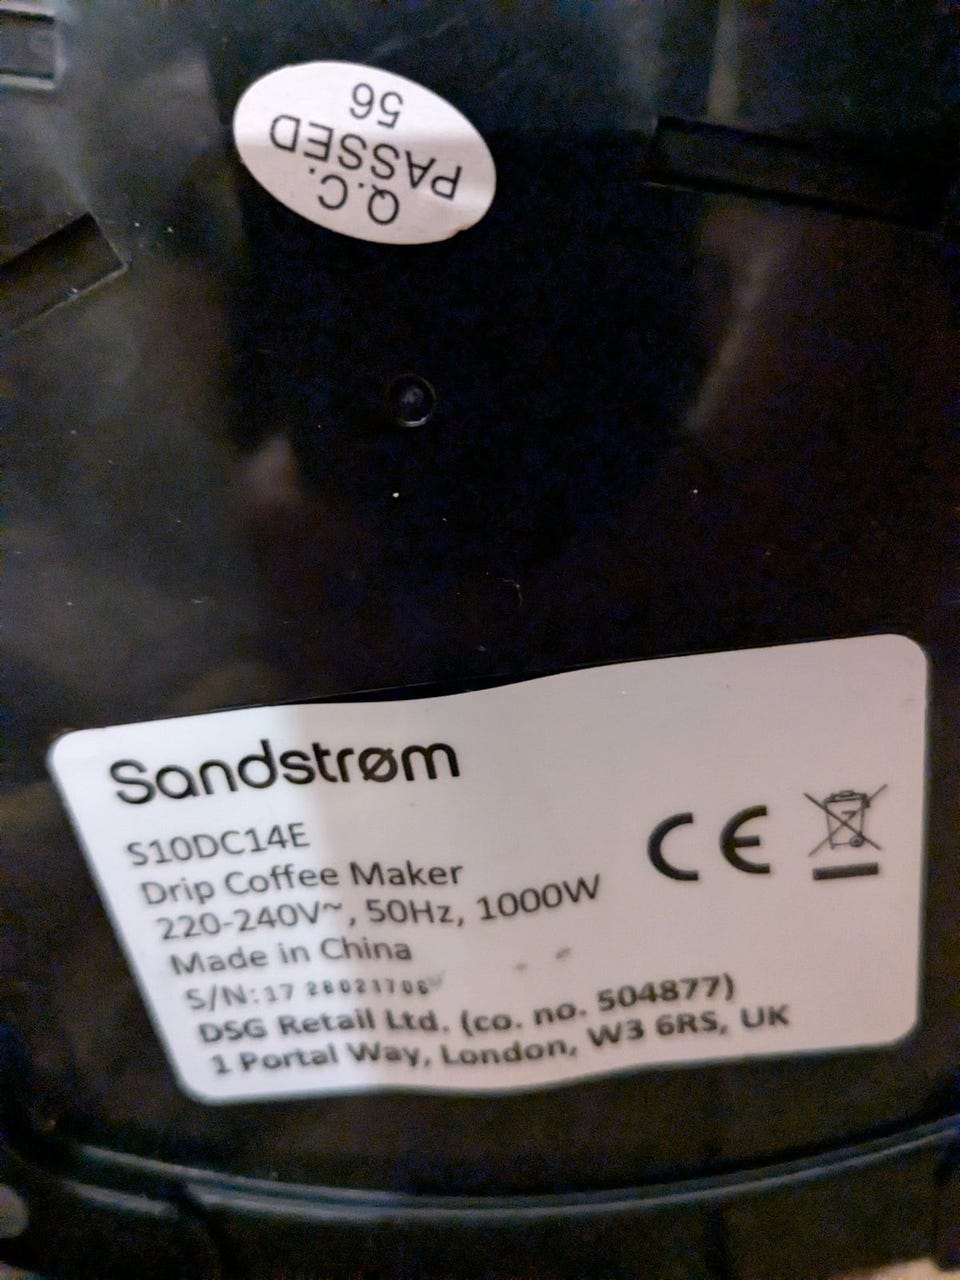 Q.C.
PASSED
56
Sandstrøm
S10DC14E
Drip Coffee Maker
220-240V~, 50Hz, 1000W
Made in China
S/N:17
DSG Retail Ltd. (co. no. 504877)
1 Portal Way, London, W3 6RS, UK
CE